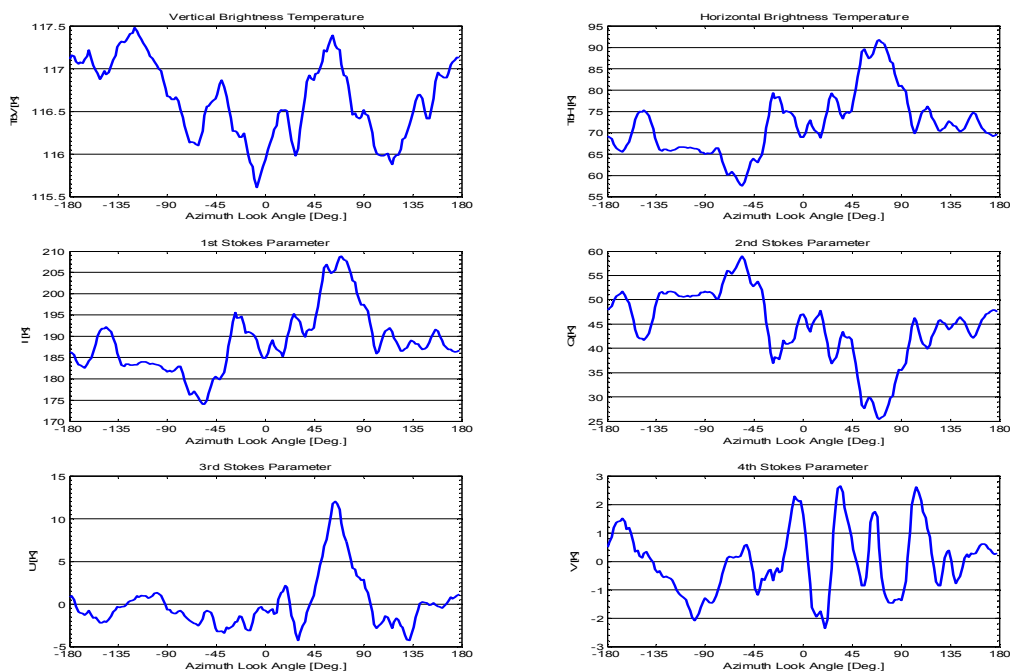 Vertical Brightness Temperature
117.5
117
116.5
116
115.5
TBV[K]
-180 -135 -90 -45 0 45 90 135 180
Azimuth Look Angle [Deg.]
Horizontal Brightness Temperature
95
90
85
80
75
70
65
60
55
TBH[K]
-180 -135 -90 -45 0 45 90 135 180
Azimuth Look Angle [Deg.]
1st Stokes Parameter
210
205
200
195
190
185
180
175
170
I [K]
-180 -135 -90 -45 0 45 90 135 180
Azimuth Look Angle [Deg.]
2nd Stokes Parameter
60
55
50
45
40
35
30
25
Q[K]
-180 -135 -90 -45 0 45 90 135 180
Azimuth Look Angle [Deg.]
3rd Stokes Parameter
15
10
5
0
-5
U[K]
-180 -135 -90 -45 0 45 90 135 180
Azimuth Look Angle [Deg.]
4th Stokes Parameter
3
2
1
0
-1
-2
-3
V[K]
-180 -135 -90 -45 0 45 90 135 180
Azimuth Look Angle [Deg.]